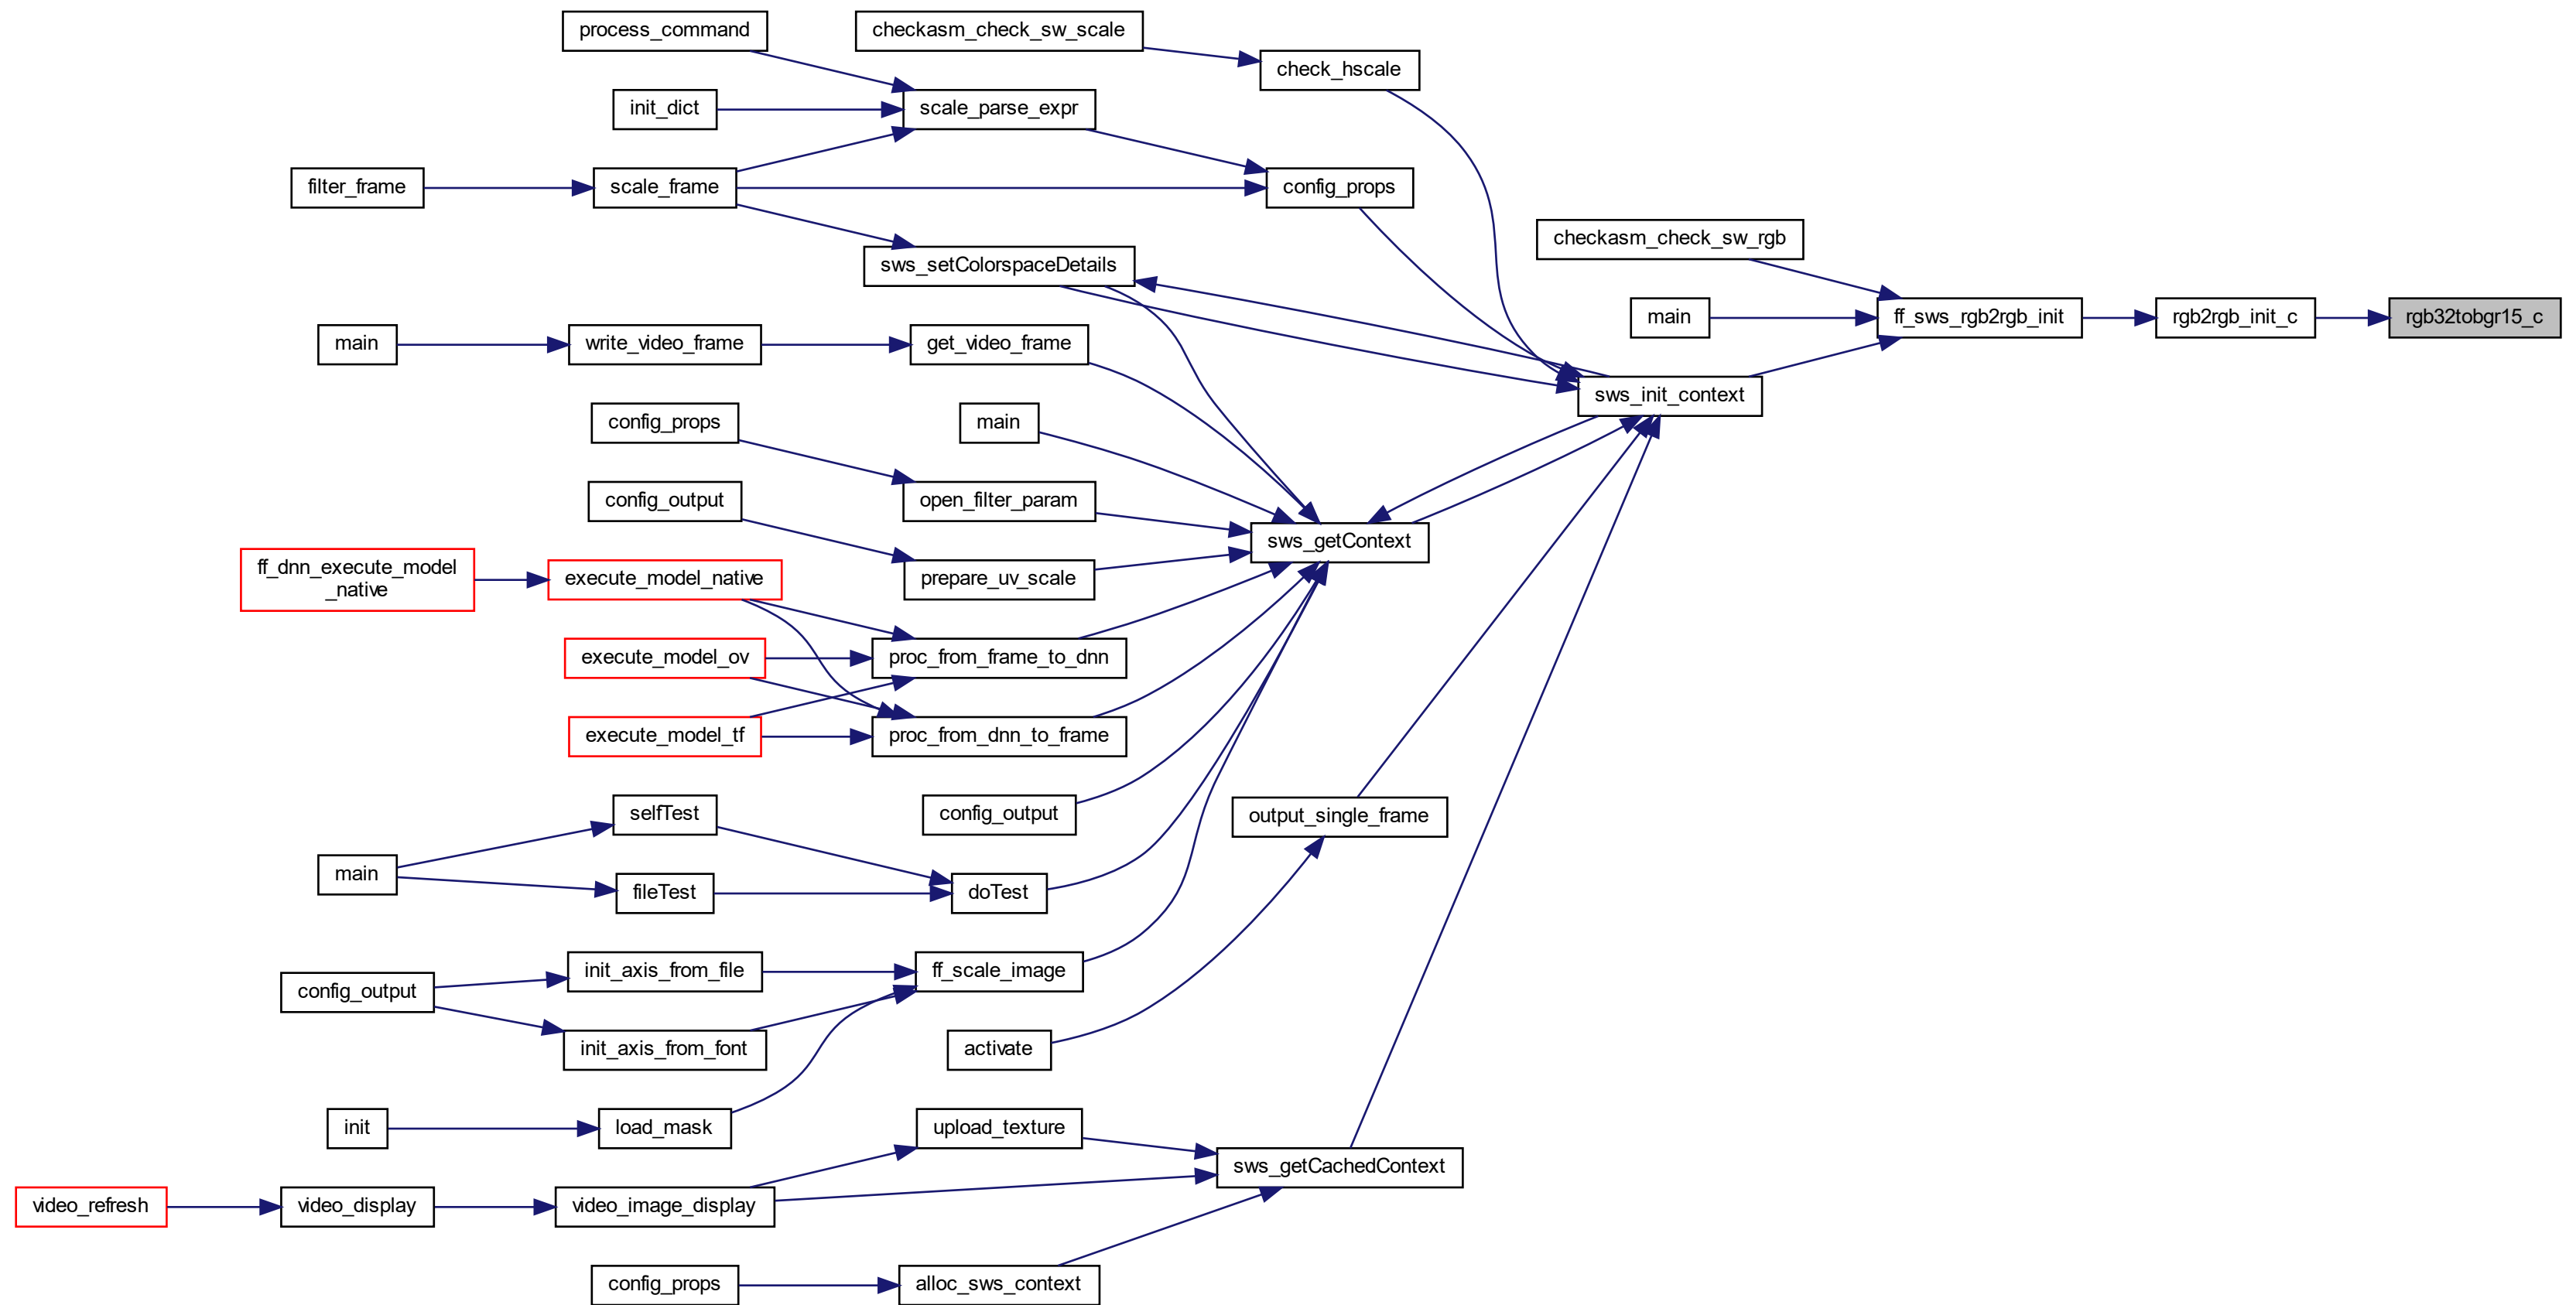 process_command
checkasm_check_sw_scale
check_hscale
init_dict
scale_parse_expr
filter_frame
scale_frame
config_props
checkasm_check_sw_rgb
sws_setColorspaceDetails
main
ff_sws_rgb2rgb_init
rgb2rgb_init_c
rgb32tobgr15_c
main
write_video_frame
get_video_frame
sws_init_context
config_props
main
config_output
open_filter_param
sws_getContext
ff_dnn_execute_model
_native
execute_model_native
prepare_uv_scale
execute_model_ov
proc_from_frame_to_dnn
execute_model_tf
proc_from_dnn_to_frame
selfTest
config_output
output_single_frame
main
fileTest
doTest
config_output
init_axis_from_file
ff_scale_image
init_axis_from_font
activate
init
load_mask
upload_texture
sws_getCachedContext
video_refresh
video_display
video_image_display
config_props
alloc_sws_context